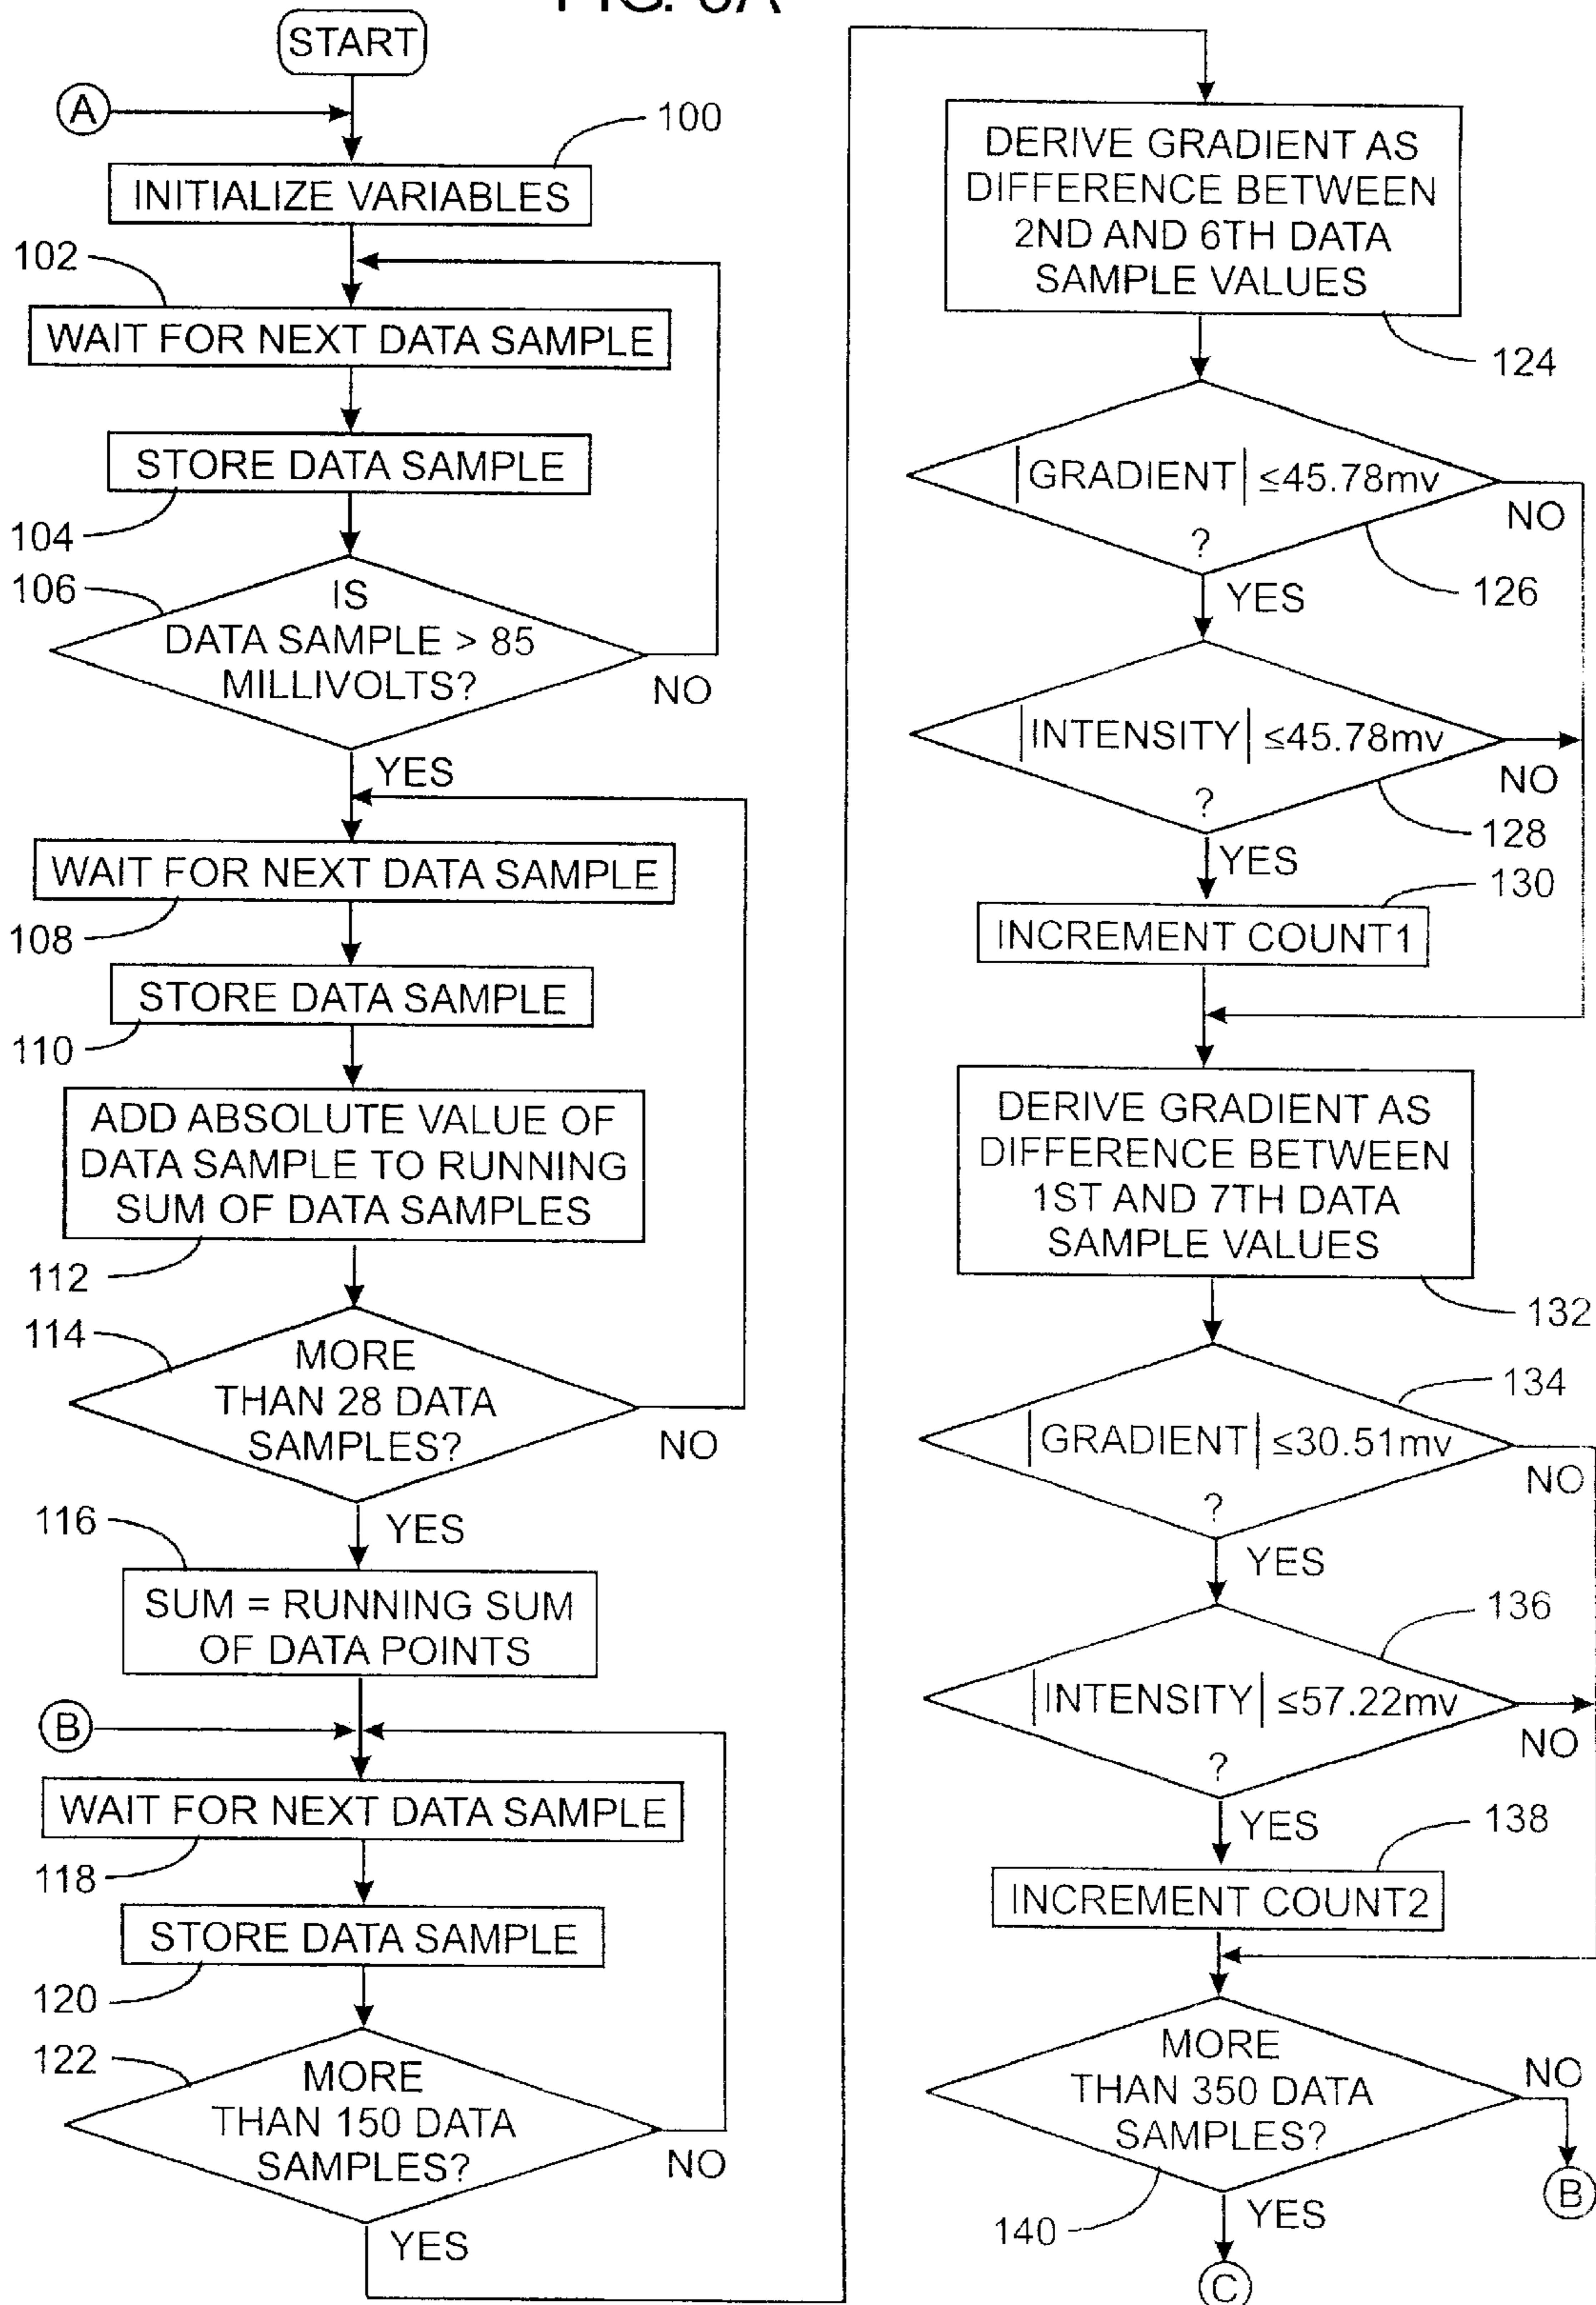 FIG. 6A
START
A
100
INITIALIZE VARIABLES
102
WAIT FOR NEXT DATA SAMPLE
STORE DATA SAMPLE
104
106
IS
DATA SAMPLE > 85
MILLIVOLTS?
NO
YES
WAIT FOR NEXT DATA SAMPLE
108
STORE DATA SAMPLE
110
ADD ABSOLUTE VALUE OF
DATA SAMPLE TO RUNNING
SUM OF DATA SAMPLES
112
114
MORE
THAN 28 DATA
SAMPLES?
NO
YES
116
SUM = RUNNING SUM
OF DATA POINTS
B
WAIT FOR NEXT DATA SAMPLE
118
STORE DATA SAMPLE
120
122
MORE
THAN 150 DATA
SAMPLES?
NO
YES
DERIVE GRADIENT AS
DIFFERENCE BETWEEN
2ND AND 6TH DATA
SAMPLE VALUES
124
|GRADIENT| ≤45.78mv
?
NO
126
YES
|INTENSITY| ≤45.78mv
?
NO
128
YES
130
INCREMENT COUNT1
DERIVE GRADIENT AS
DIFFERENCE BETWEEN
1ST AND 7TH DATA
SAMPLE VALUES
132
134
|GRADIENT| ≤30.51mv
?
NO
YES
136
|INTENSITY| ≤57.22mv
?
NO
YES
138
INCREMENT COUNT2
MORE
THAN 350 DATA
SAMPLES?
NO
B
140
YES
C